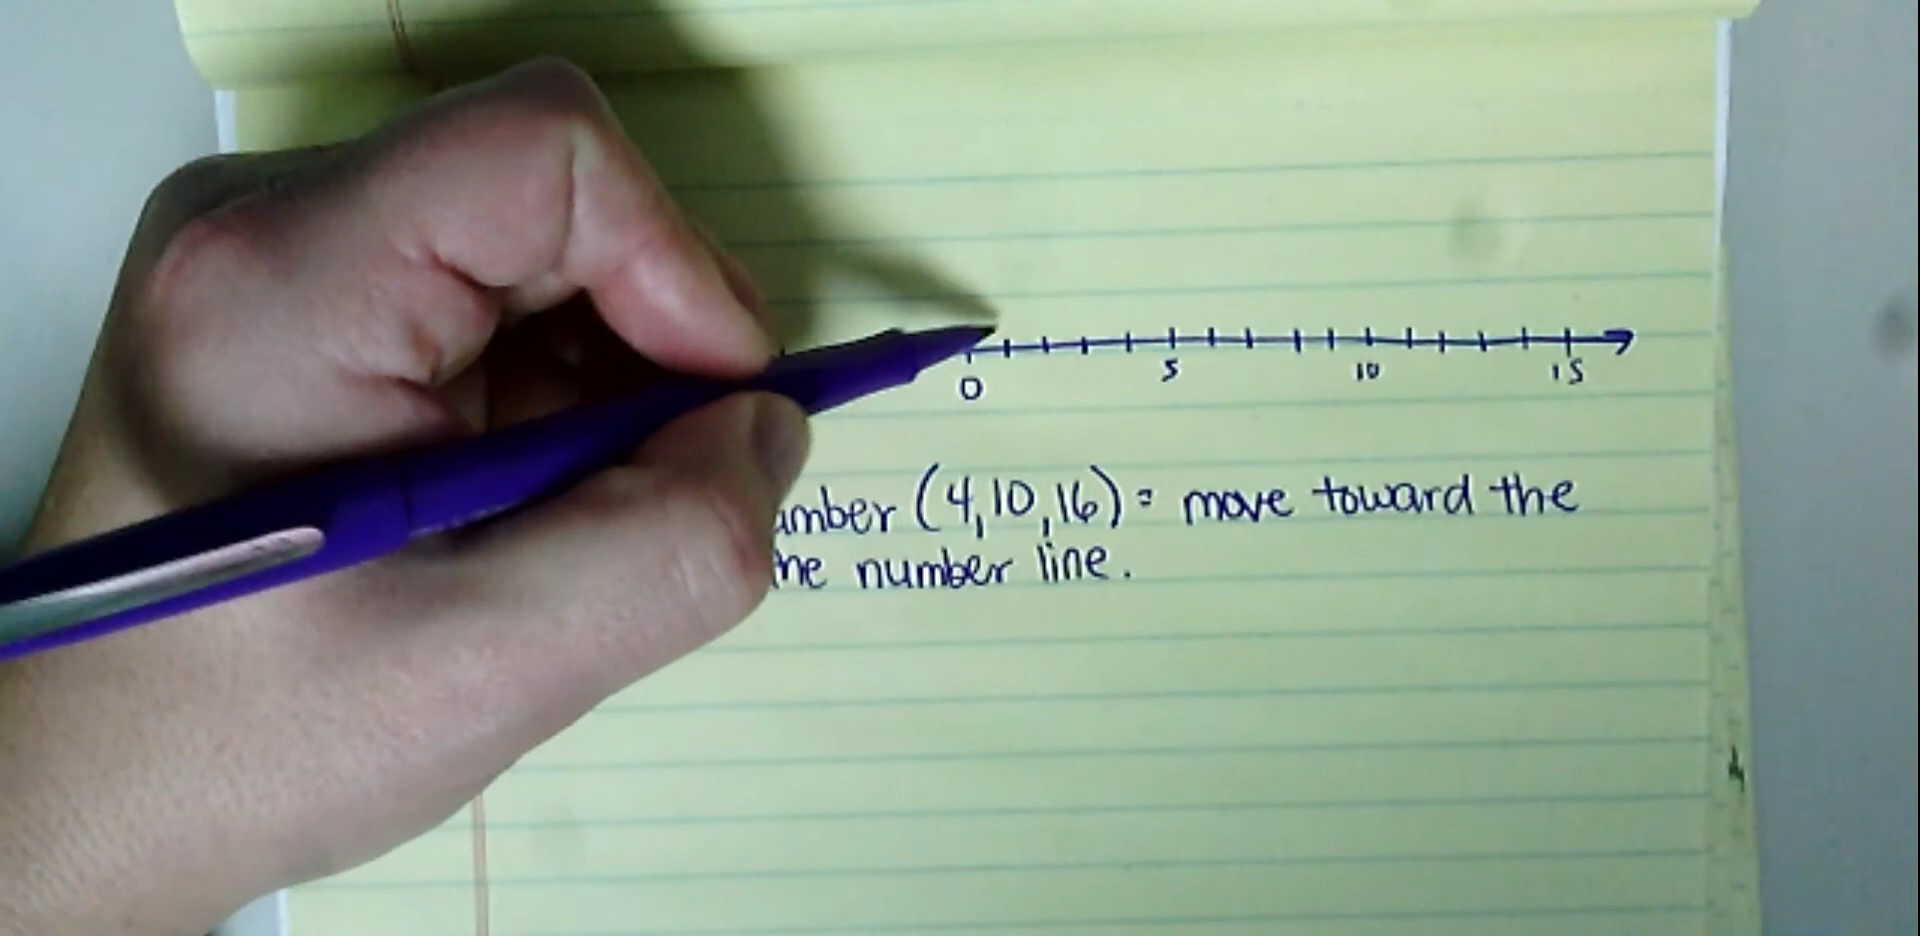 0 5 10 15
umber (4,10,16) = move toward the
he number line.